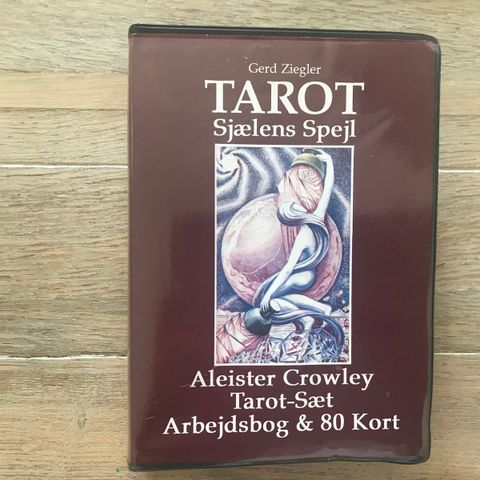 Gerd Ziegler
TAROT
Sjælens Spejl
Aleister Crowley
Tarot-Sæt
Arbejdsbog & 80 Kort